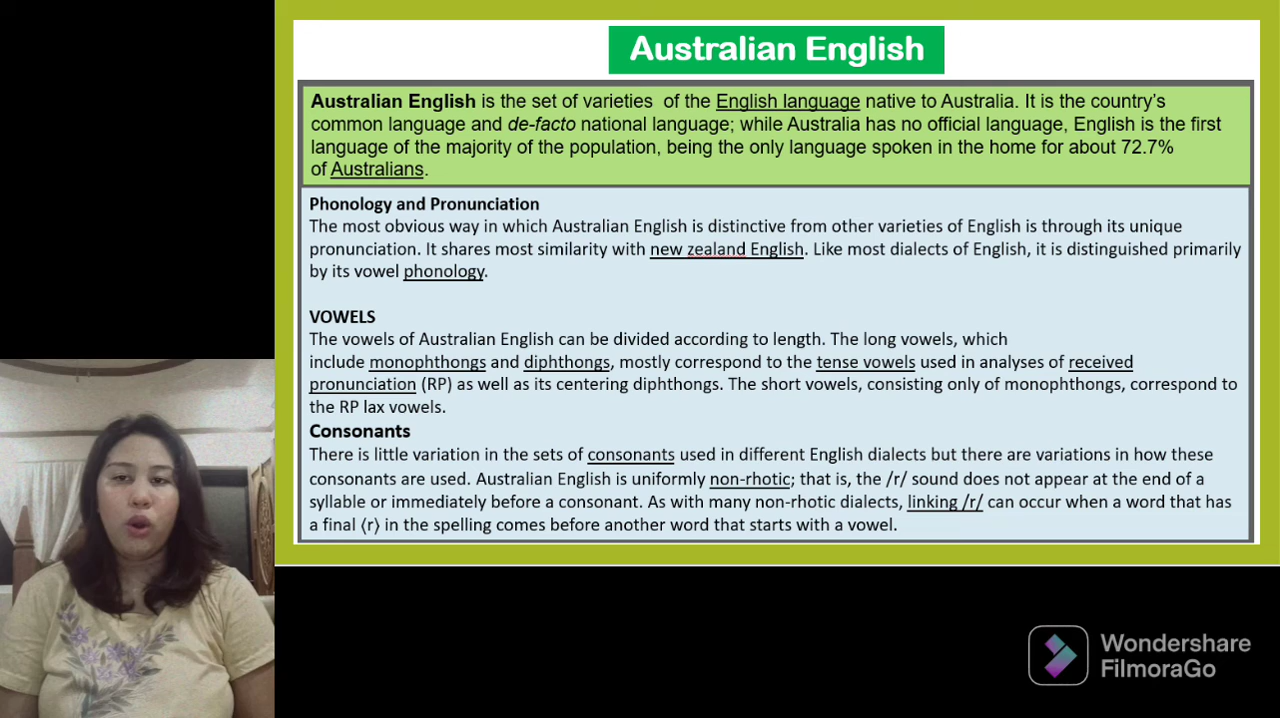 Australian English
Australian English is the set of varieties of the English language native to Australia. It is the country's
common language and de-facto national language; while Australia has no official language, English is the first
language of the majority of the population, being the only language spoken in the home for about 72.7%
of Australians.
Phonology and Pronunciation
The most obvious way in which Australian English is distinctive from other varieties of English is through its unique
pronunciation. It shares most similarity with new zealand English. Like most dialects of English, it is distinguished primarily
by its vowel phonology.
VOWELS
The vowels of Australian English can be divided according to length. The long vowels, which
include monophthongs and diphthongs, mostly correspond to the tense vowels used in analyses of received
pronunciation (RP) as well as its centering diphthongs. The short vowels, consisting only of monophthongs, correspond to
the RP lax vowels.
Consonants
There is little variation in the sets of consonants used in different English dialects but there are variations in how these
consonants are used. Australian English is uniformly non-rhotic; that is, the /r/ sound does not appear at the end of a
syllable or immediately before a consonant. As with many non-rhotic dialects, linking /r/ can occur when a word that has
a final ⟨r⟩ in the spelling comes before another word that starts with a vowel.
Wondershare
FilmoraGo